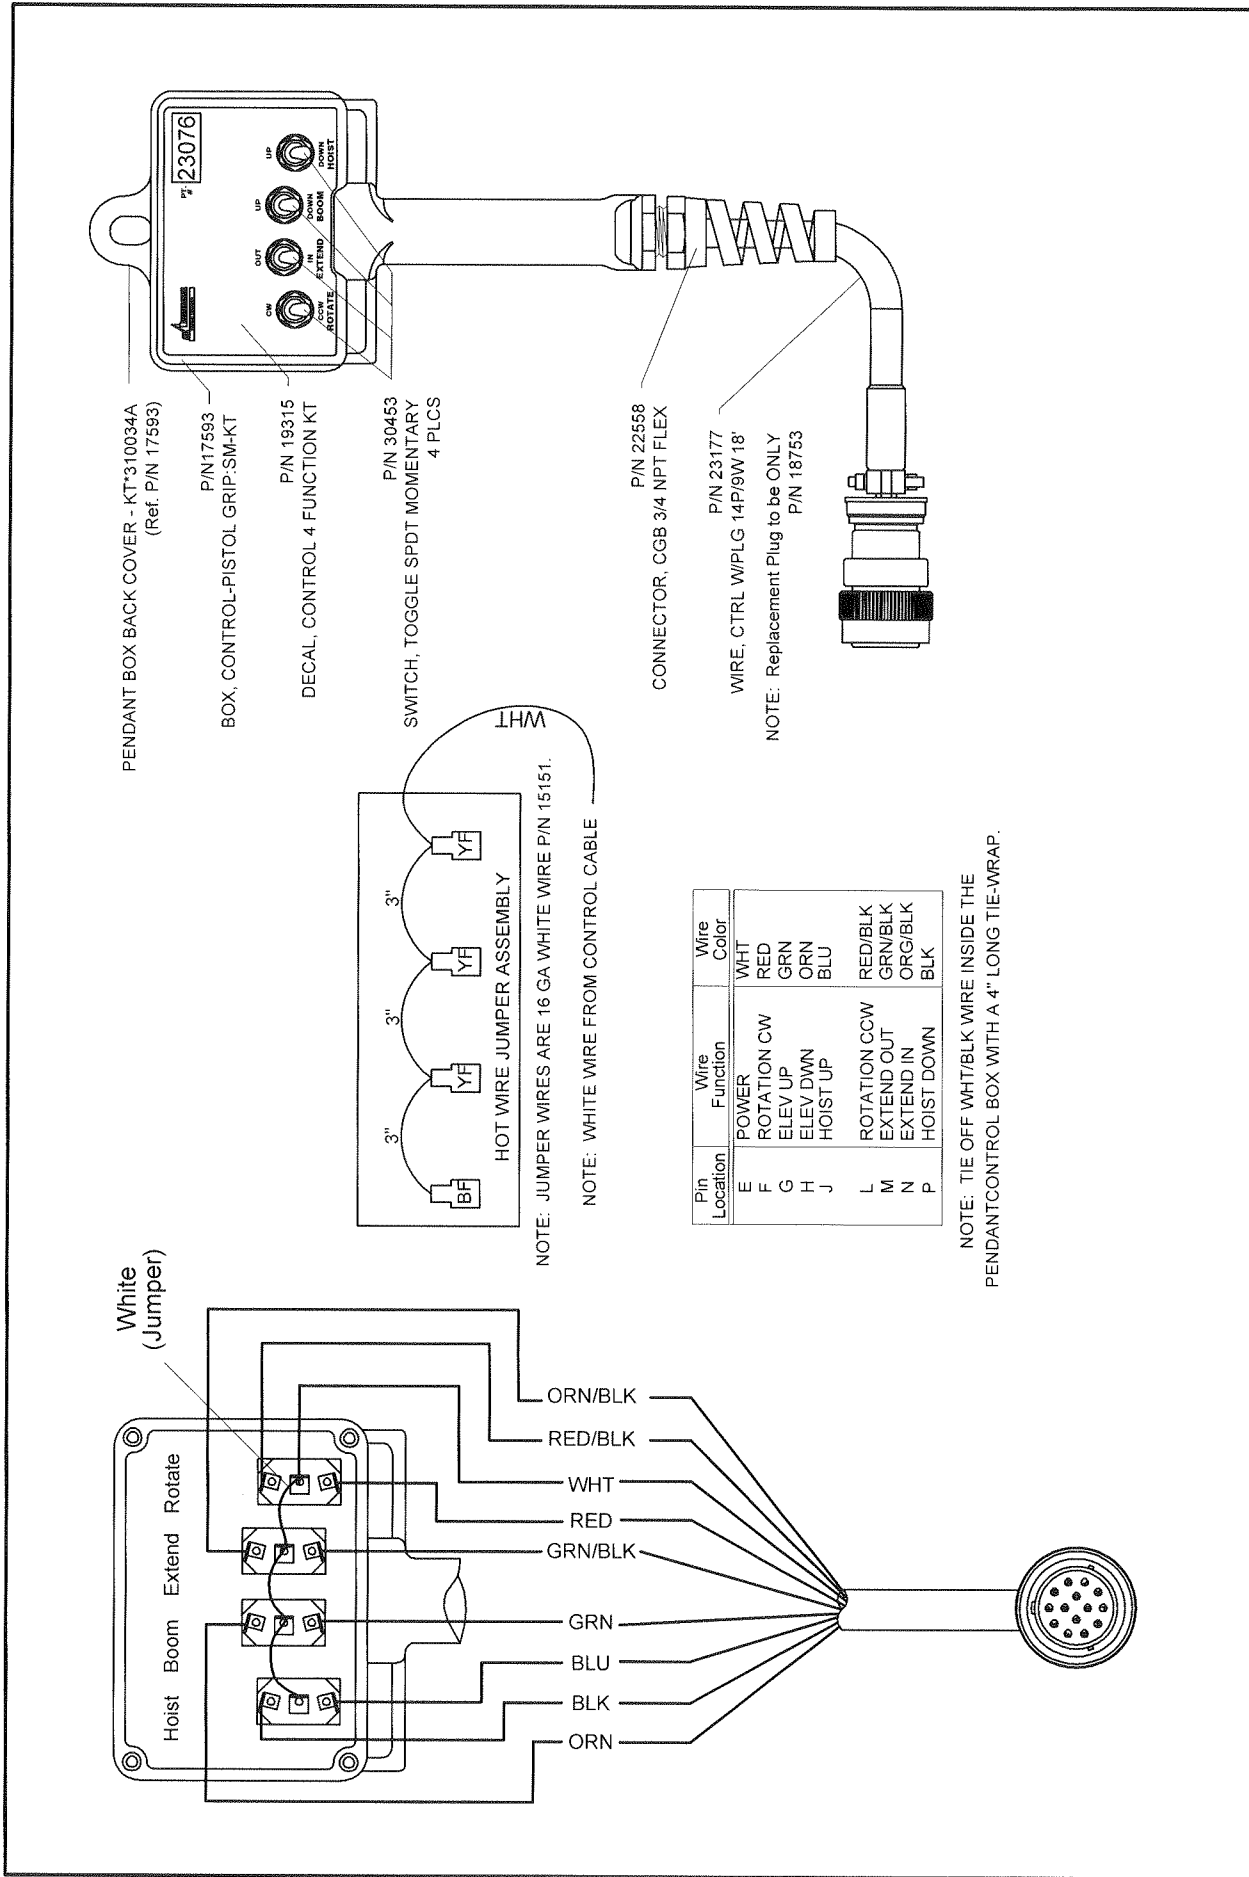 PENDANT BOX BACK COVER - KT*310034A
(Ref. P/N 17593)
P/N17593
BOX, CONTROL-PISTOL GRIP:SM-KT
P/N 19315
DECAL, CONTROL 4 FUNCTION KT
P/N 30453
SWITCH, TOGGLE SPDT MOMENTARY
4 PLCS
PT-
#
23076
CW
CCW
ROTATE
OUT
IN
EXTEND
UP
DOWN
BOOM
UP
DOWN
HOIST
P/N 22558
CONNECTOR, CGB 3/4 NPT FLEX
P/N 23177
WIRE, CTRL W/PLG 14P/9W 18'
NOTE: Replacement Plug to be ONLY
P/N 18753
3"
3"
3"
BF
YF
YF
YF
WHT
HOT WIRE JUMPER ASSEMBLY
NOTE: JUMPER WIRES ARE 16 GA WHITE WIRE P/N 15151.
NOTE: WHITE WIRE FROM CONTROL CABLE
Pin Location Wire Function Wire Color
E POWER WHT
F ROTATION CW RED
G ELEV UP GRN
H ELEV DWN ORN
J HOIST UP BLU
L ROTATION CCW RED/BLK
M EXTEND OUT GRN/BLK
N EXTEND IN ORG/BLK
P HOIST DOWN BLK
NOTE: TIE OFF WHT/BLK WIRE INSIDE THE
PENDANTCONTROL BOX WITH A 4" LONG TIE-WRAP.
White
(Jumper)
Hoist Boom Extend Rotate
ORN/BLK
RED/BLK
WHT
RED
GRN/BLK
GRN
BLU
BLK
ORN